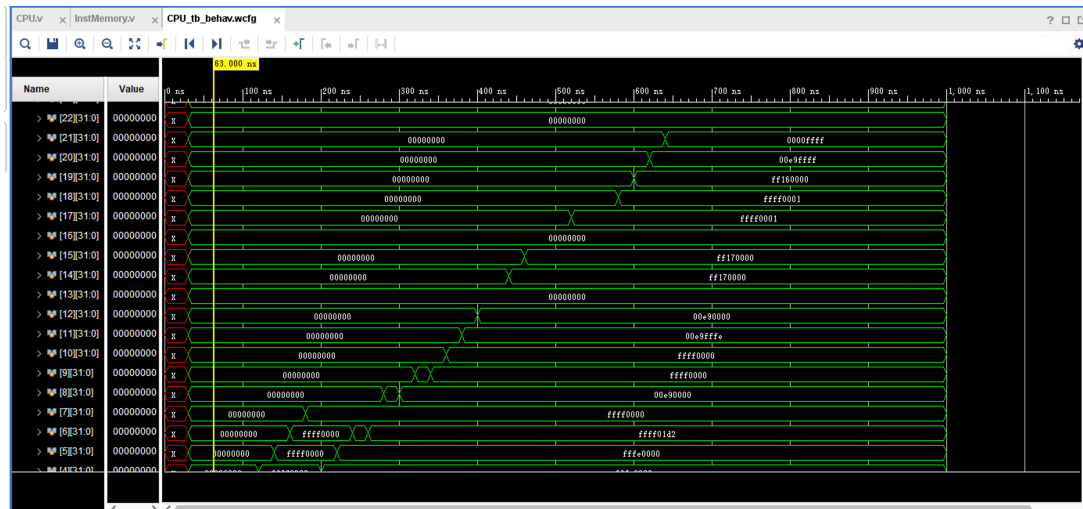 CPU.v × InstMemory.v × CPU_tb_behav.wcfg × ?
63.000 ns
Name Value 0 ns 100 ns 200 ns 300 ns 400 ns 500 ns 600 ns 700 ns 800 ns 900 ns 1,000 ns 1,100 ns
[22][31:0] 00000000 X 00000000
[21][31:0] 00000000 X 00000000 0000ffff
[20][31:0] 00000000 X 00000000 00e9ffff
[19][31:0] 00000000 X 00000000 ff160000
[18][31:0] 00000000 X 00000000 ffff0001
[17][31:0] 00000000 X 00000000 ffff0001
[16][31:0] 00000000 X 00000000
[15][31:0] 00000000 X 00000000 ff170000
[14][31:0] 00000000 X 00000000 ff170000
[13][31:0] 00000000 X 00000000
[12][31:0] 00000000 X 00000000 00e90000
[11][31:0] 00000000 X 00000000 00e9fffe
[10][31:0] 00000000 X 00000000 ffff0000
[9][31:0] 00000000 X 00000000 ffff0000
[8][31:0] 00000000 X 00000000 00e90000
[7][31:0] 00000000 X 00000000 ffff0000
[6][31:0] 00000000 X 00000000 ffff0000 ffff01d2
[5][31:0] 00000000 X 00000000 ffff0000 fffe0000
[4][31:0] 00000000